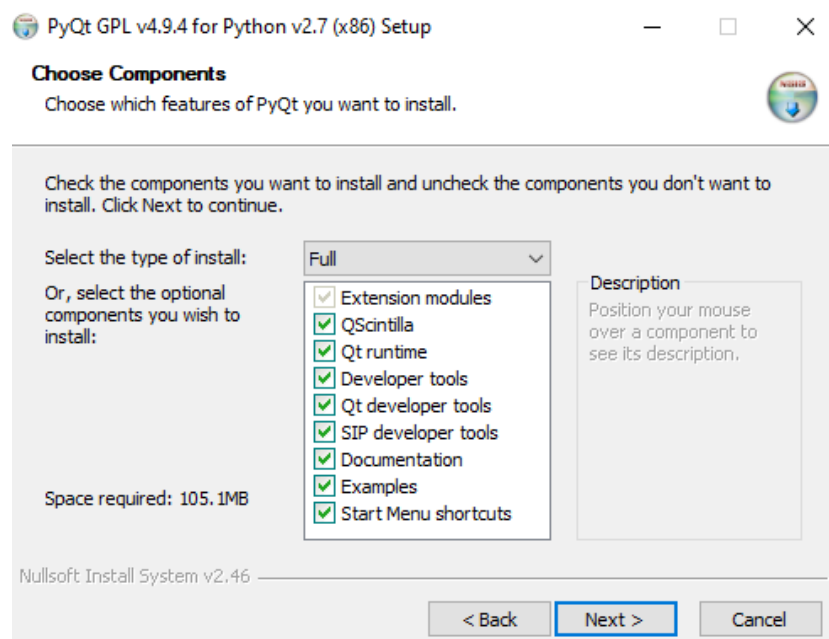 PyQt GPL v4.9.4 for Python v2.7 (x86) Setup
Choose Components
Choose which features of PyQt you want to install.
Check the components you want to install and uncheck the components you don't want to
install. Click Next to continue.
Select the type of install:
Full
Or, select the optional
components you wish to
install:
Extension modules
QScintilla
Qt runtime
Developer tools
Qt developer tools
SIP developer tools
Documentation
Examples
Start Menu shortcuts
Description
Position your mouse
over a component to
see its description.
Space required: 105.1MB
Nullsoft Install System v2.46
< Back
Next >
Cancel